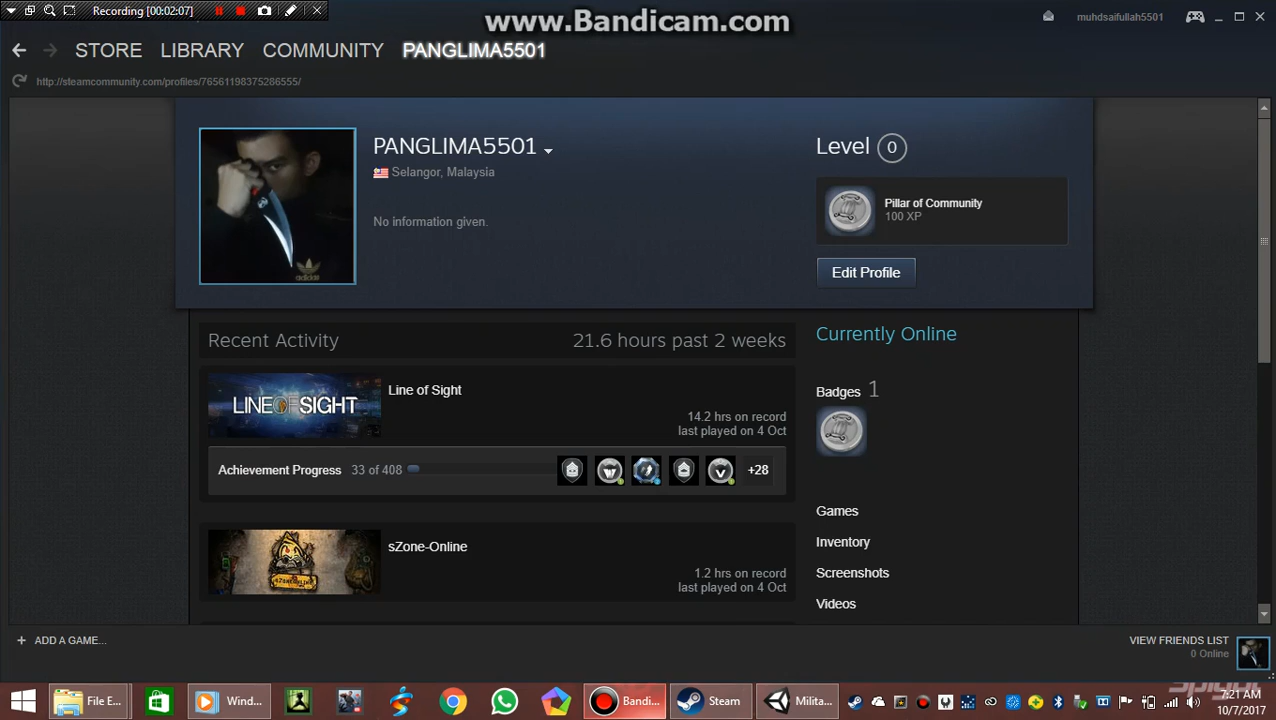 Recording [00:02:07]
www.Bandicam.com
muhdsaifullah5501
STORE LIBRARY COMMUNITY PANGLIMA5501
http://steamcommunity.com/profiles/76561198375286555/
PANGLIMA5501
Level 0
Selangor, Malaysia
Pillar of Community
100 XP
No information given.
adidas
Edit Profile
Recent Activity 21.6 hours past 2 weeks
Currently Online
Line of Sight
LINE OF SIGHT
14.2 hrs on record
last played on 4 Oct
Badges 1
Achievement Progress 33 of 408 +28
Games
sZone-Online
Inventory
1.2 hrs on record
last played on 4 Oct
Screenshots
Videos
+ ADD A GAME...
VIEW FRIENDS LIST
0 Online
File E... Wind... Bandi... Steam Milita...
7:21 AM
10/7/2017